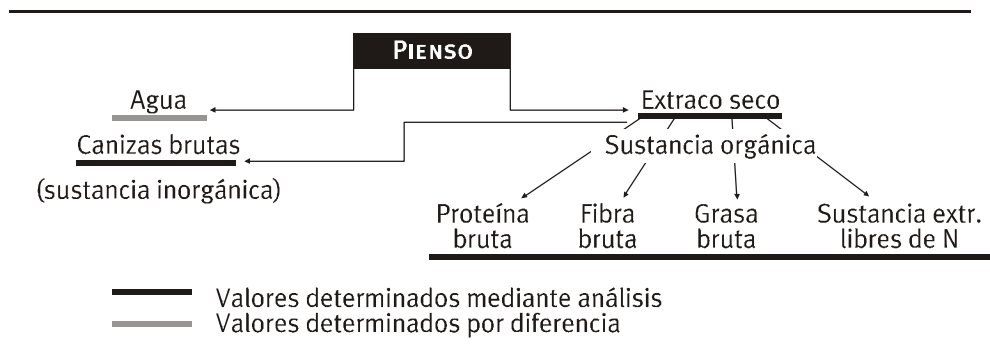 PIENSO
Agua
Extraco seco
Canizas brutas
Sustancia orgánica
(sustancia inorgánica)
Proteína bruta
Fibra bruta
Grasa bruta
Sustancia extr. libres de N
Valores determinados mediante análisis
Valores determinados por diferencia